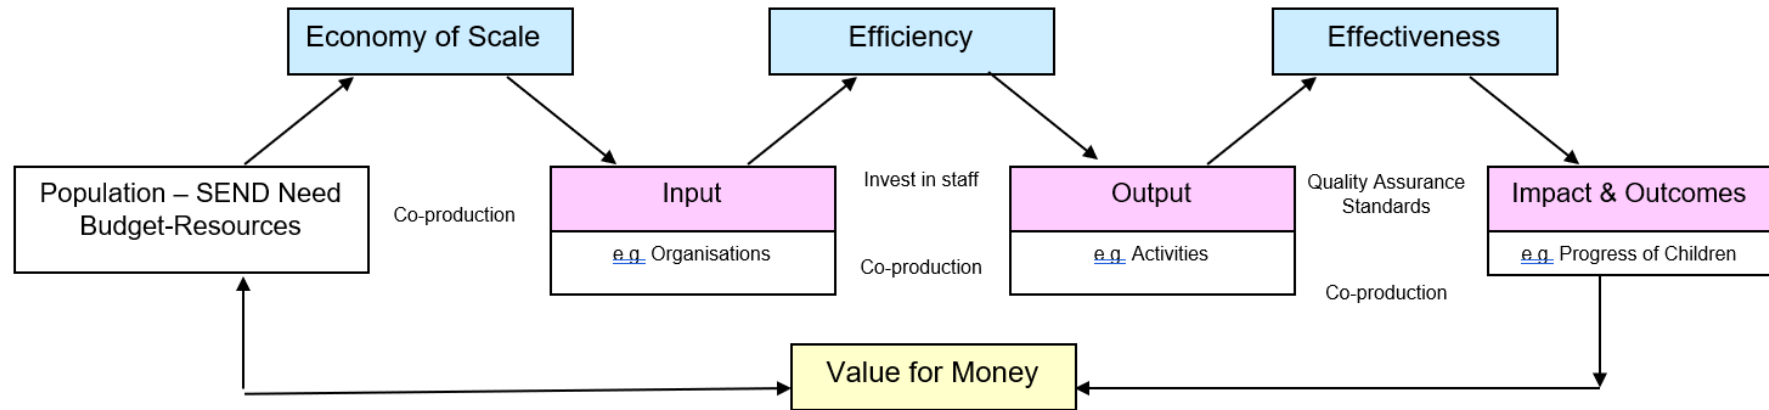 Economy of Scale
Efficiency
Effectiveness
Population – SEND Need
Budget-Resources
Co-production
Input
e.g. Organisations
Invest in staff
Co-production
Output
e.g. Activities
Quality Assurance
Standards
Co-production
Impact & Outcomes
e.g. Progress of Children
Value for Money